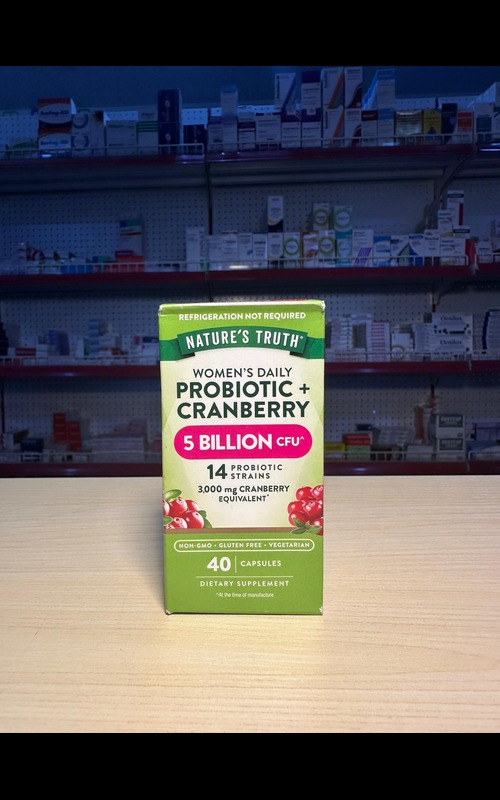 REFRIGERATION NOT REQUIRED
NATURE'S TRUTH®
WOMEN'S DAILY
PROBIOTIC +
CRANBERRY
5 BILLION CFU^
14 PROBIOTIC
STRAINS
3,000 mg CRANBERRY
EQUIVALENT*
NON-GMO • GLUTEN FREE • VEGETARIAN
40 CAPSULES
DIETARY SUPPLEMENT
^At the time of manufacture